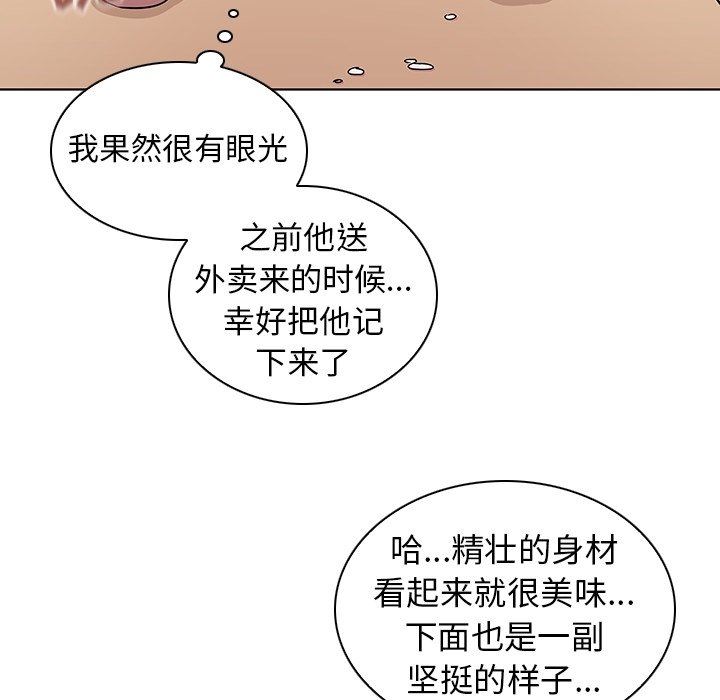 我果然很有眼光
之前他送
外卖来的时候...
幸好把他记
下来了
哈...精壮的身材
看起来就很美味...
下面也是一副
坚挺的样子...